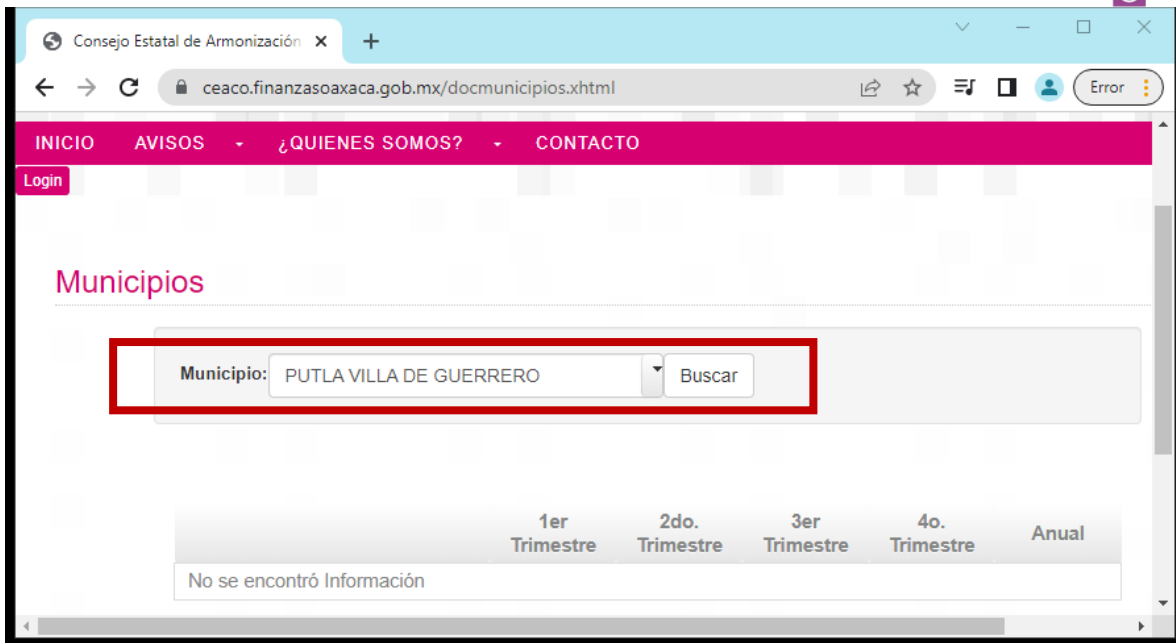 Consejo Estatal de Armonización
ceaco.finanzasoaxaca.gob.mx/docmunicipios.xhtml Error
INICIO AVISOS ¿QUIENES SOMOS? CONTACTO
Login
Municipios
Municipio: PUTLA VILLA DE GUERRERO Buscar
1er 2do. 3er 4o.
Trimestre Trimestre Trimestre Trimestre Anual
No se encontró Información